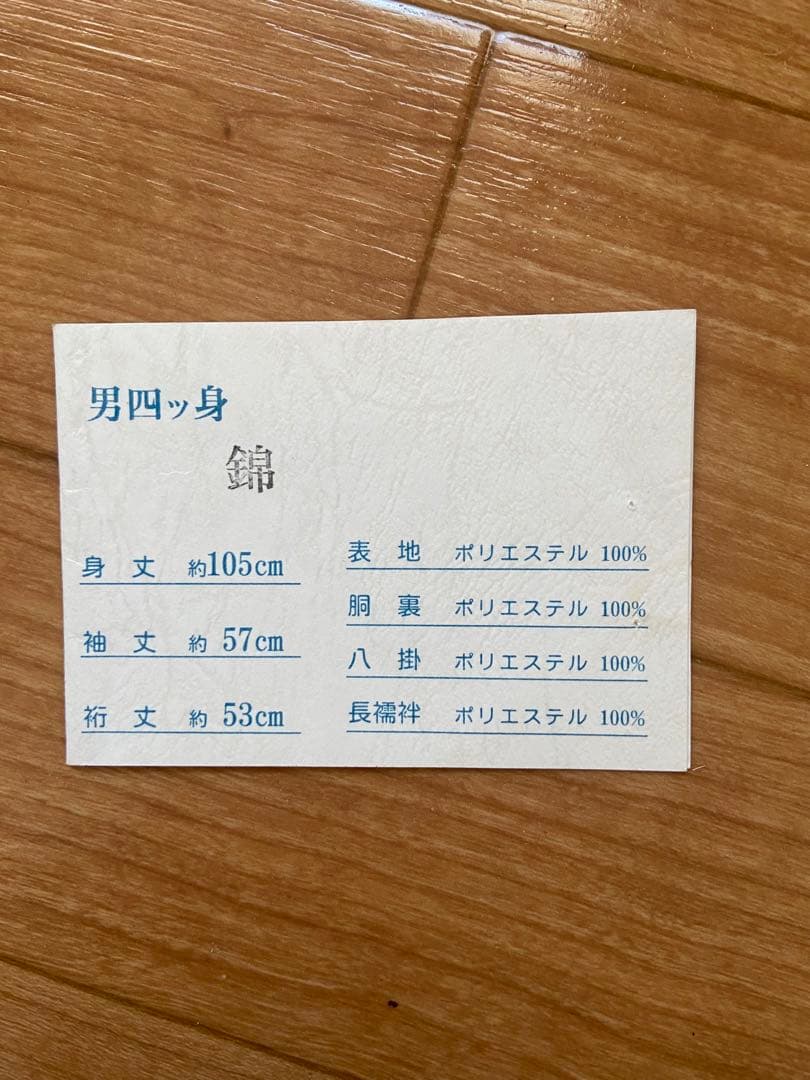 男四ッ身
錦
身丈 約105cm
袖丈 約57cm
裄丈 約53cm
表地 ポリエステル 100%
胴裏 ポリエステル 100%
八掛 ポリエステル 100%
長襦袢 ポリエステル 100%